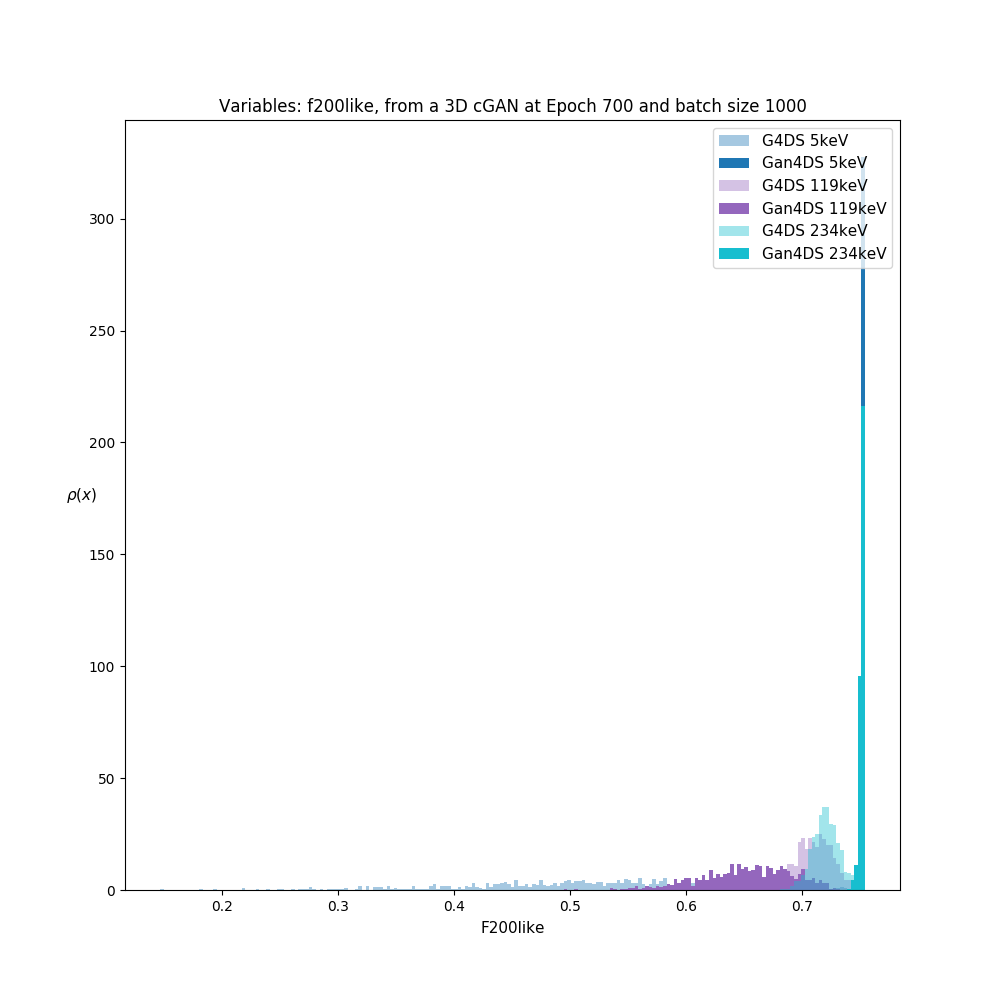 Variables: f200like, from a 3D cGAN at Epoch 700 and batch size 1000
G4DS 5keV
Gan4DS 5keV
G4DS 119keV
Gan4DS 119keV
G4DS 234keV
Gan4DS 234keV
300
250
200
ρ(x)
150
100
50
0
0.2 0.3 0.4 0.5 0.6 0.7
F200like